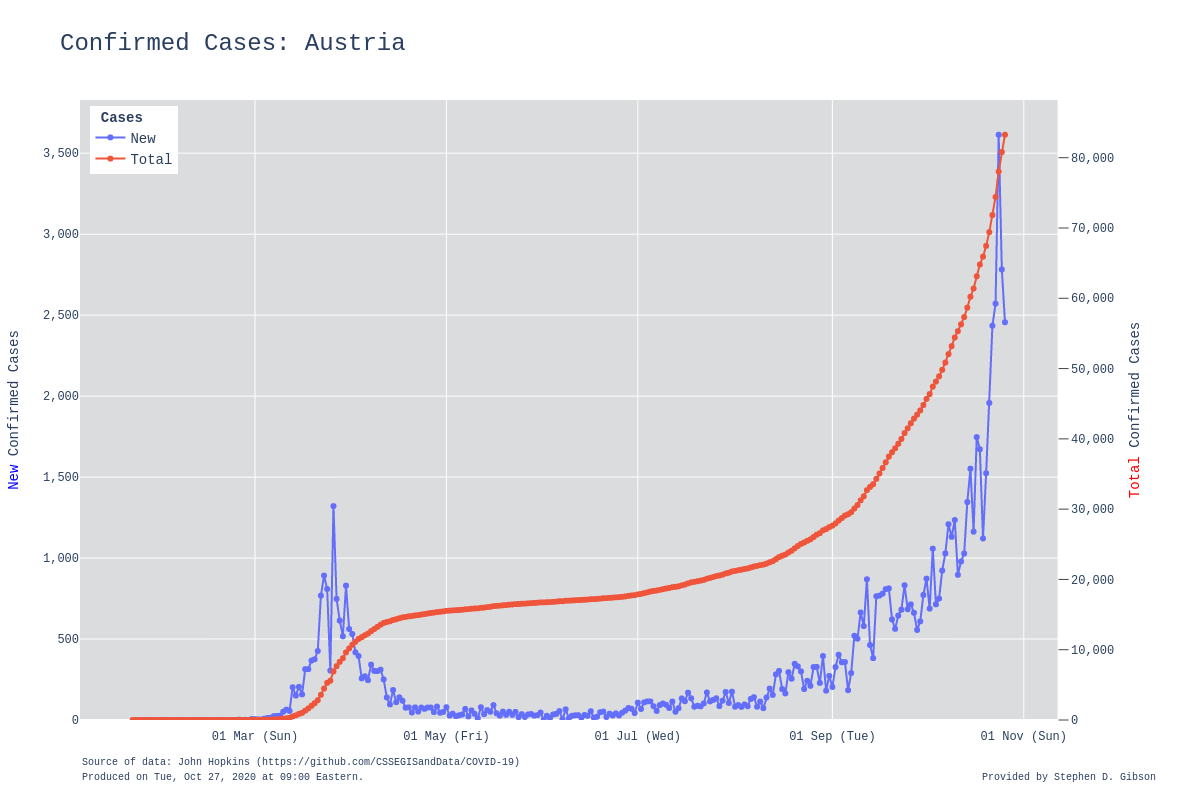 Confirmed Cases: Austria
Cases
New
Total
3,500
3,000
2,500
2,000
1,500
1,000
500
0
New Confirmed Cases
80,000
70,000
60,000
50,000
40,000
30,000
20,000
10,000
0
Total Confirmed Cases
01 Mar (Sun)
01 May (Fri)
01 Jul (Wed)
01 Sep (Tue)
01 Nov (Sun)
Source of data: John Hopkins (https://github.com/CSSEGISandData/COVID-19)
Produced on Tue, Oct 27, 2020 at 09:00 Eastern.
Provided by Stephen D. Gibson